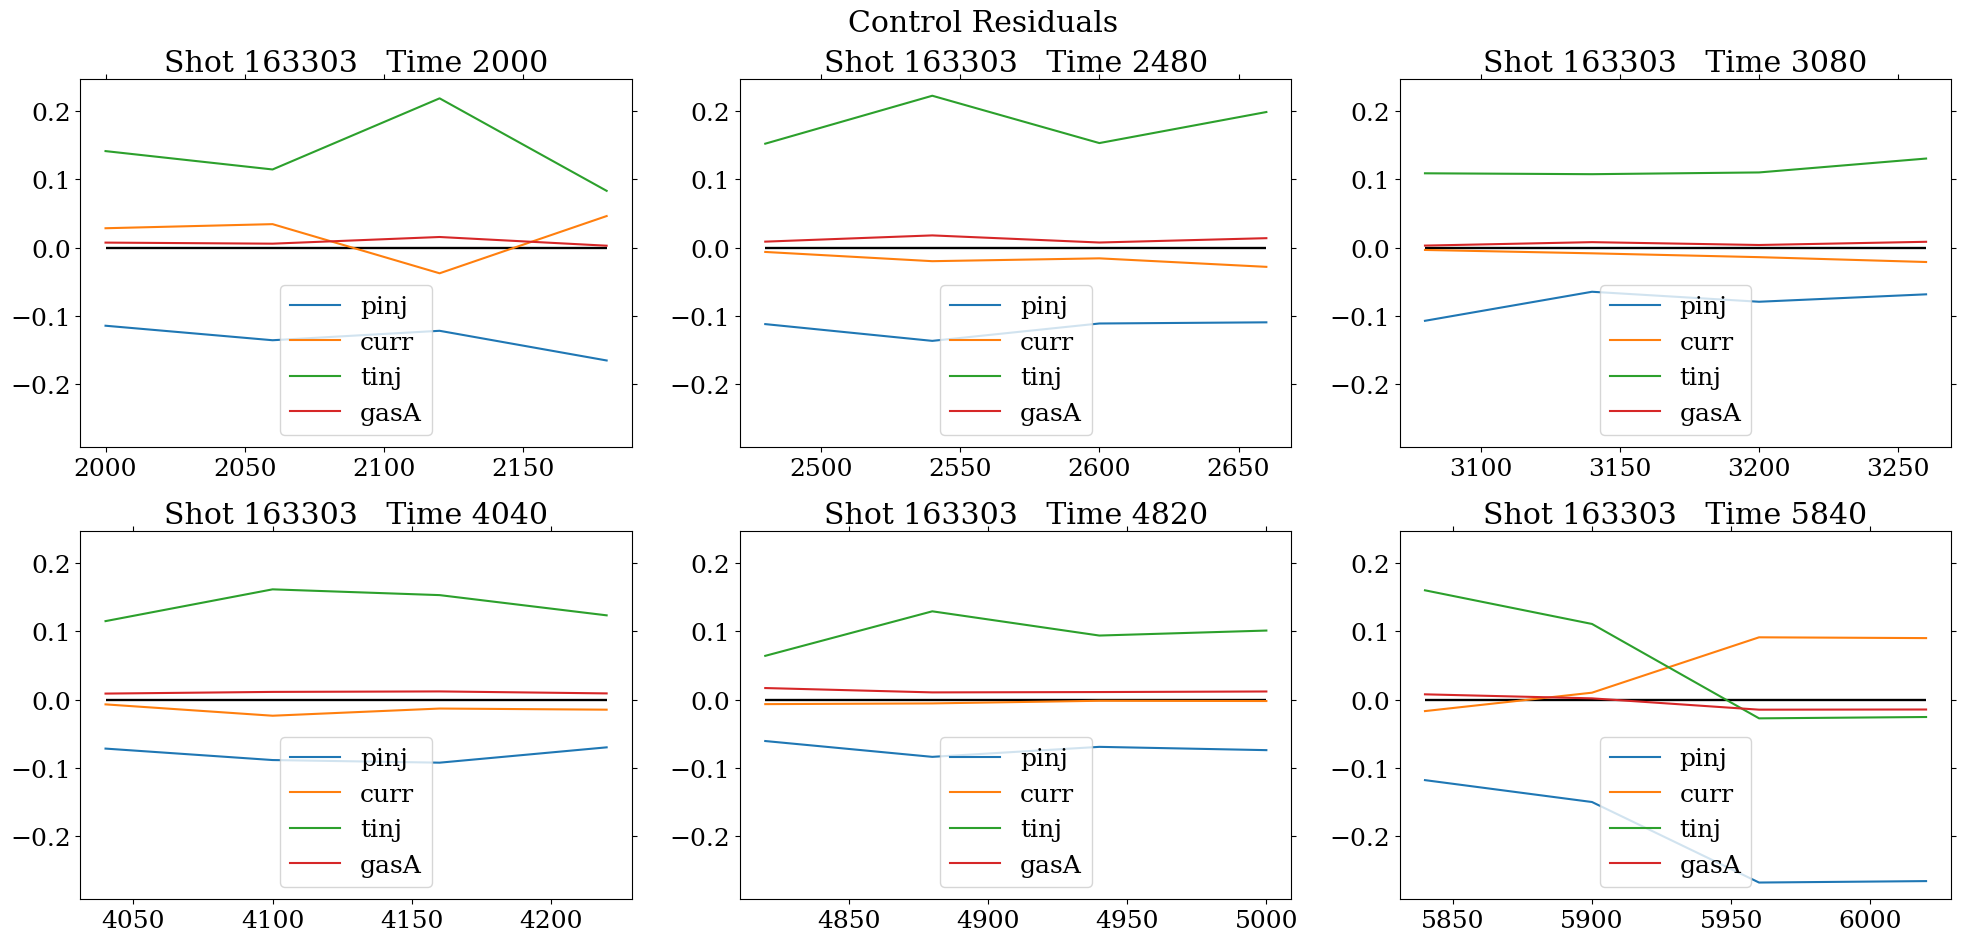 Control Residuals
Shot 163303   Time 2000
0.2
0.1
0.0
−0.1
−0.2
pinj
curr
tinj
gasA
2000 2050 2100 2150
Shot 163303   Time 2480
0.2
0.1
0.0
−0.1
−0.2
pinj
curr
tinj
gasA
2500 2550 2600 2650
Shot 163303   Time 3080
0.2
0.1
0.0
−0.1
−0.2
pinj
curr
tinj
gasA
3100 3150 3200 3250
Shot 163303   Time 4040
0.2
0.1
0.0
−0.1
−0.2
pinj
curr
tinj
gasA
4050 4100 4150 4200
Shot 163303   Time 4820
0.2
0.1
0.0
−0.1
−0.2
pinj
curr
tinj
gasA
4850 4900 4950 5000
Shot 163303   Time 5840
0.2
0.1
0.0
−0.1
−0.2
pinj
curr
tinj
gasA
5850 5900 5950 6000